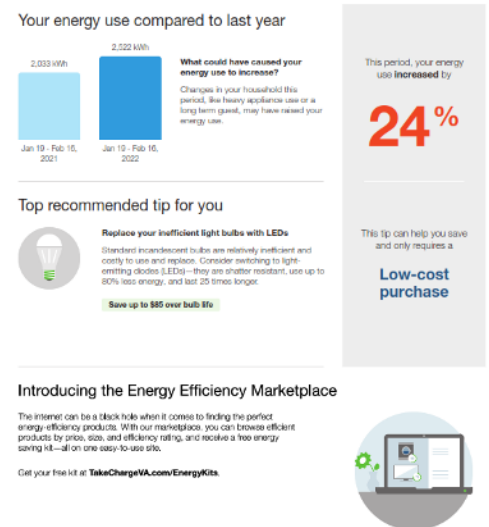 Your energy use compared to last year
2,033 kWh
2,522 kWh
Jan 19 - Feb 16,
2021
Jan 19 - Feb 16,
2022
What could have caused your
energy use to increase?
Changes in your household this
period, like heavy appliance use or a
long term guest, may have raised your
energy use.
This period, your energy
use increased by
24%
Top recommended tip for you
Replace your inefficient light bulbs with LEDs
Standard incandescent bulbs are relatively inefficient and
costly to use and replace. Consider switching to light-
emitting diodes (LEDs)—they are shatter resistant, use up to
80% less energy, and last 25 times longer.
Save up to $85 over bulb life
This tip can help you save
and only requires a
Low-cost
purchase
Introducing the Energy Efficiency Marketplace
The internet can be a black hole when it comes to finding the perfect
energy-efficiency products. With our marketplace, you can browse efficient
products by price, size, and efficiency rating, and receive a free energy
saving kit—all on one easy-to-use site.
Get your free kit at TakeChargeVA.com/EnergyKits.